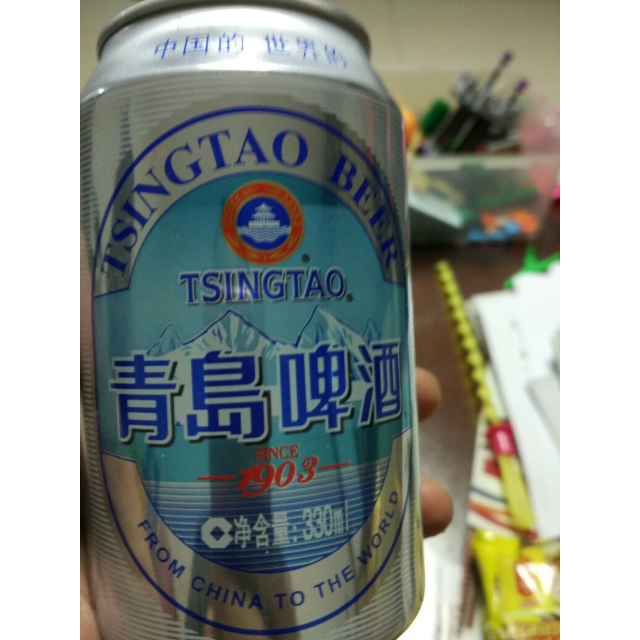 中国的 世界的
TSINGTAO BEER
TSINGTAO
青島啤酒
SINCE
1903
净含量:330ml
FROM CHINA TO THE WORLD